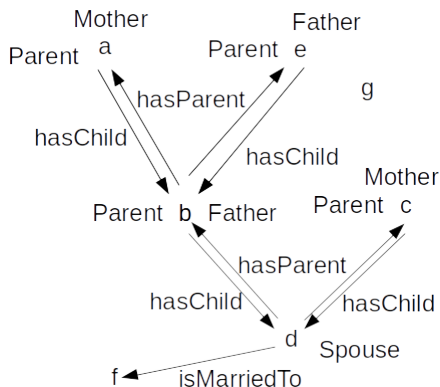 Mother
Father
Parent a
Parent e
hasParent
g
hasChild
hasChild
Mother
Parent b Father
Parent c
hasParent
hasChild
hasChild
d
Spouse
f
isMarriedTo